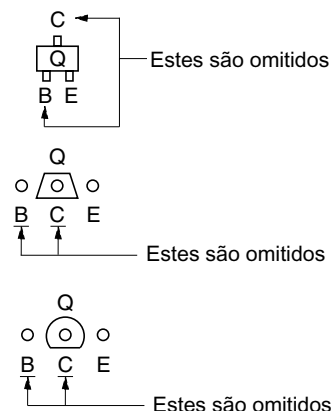 C
Q
Estes são omitidos
B E
Q
B C E
Estes são omitidos
Q
B C E
Estes são omitidos